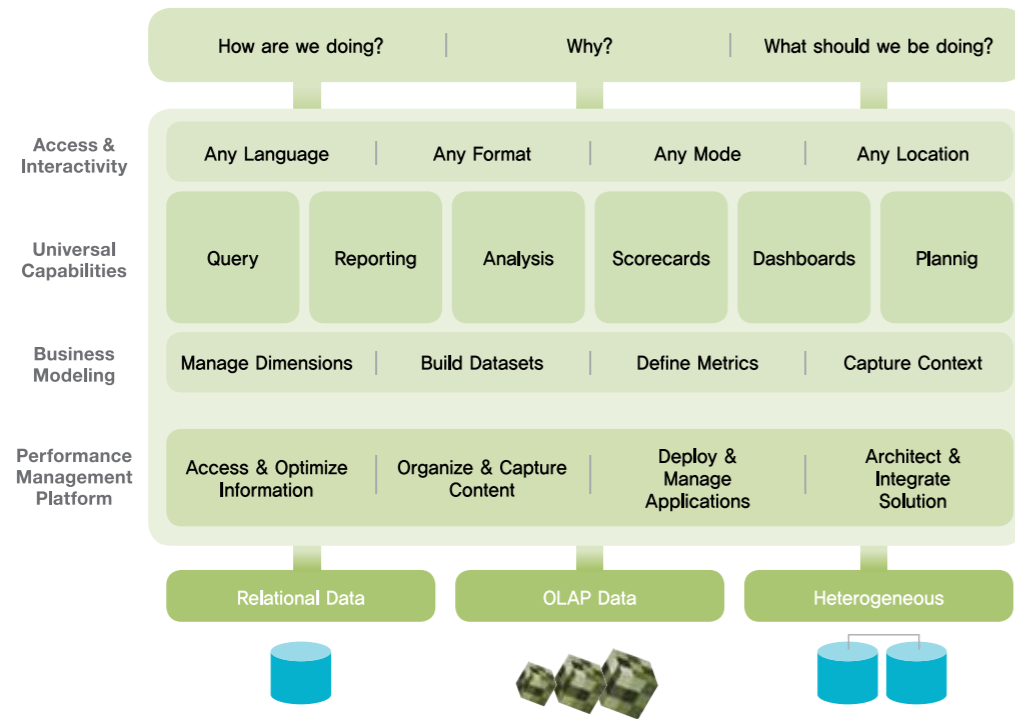 How are we doing?
Why?
What should we be doing?
Access &
Interactivity
Any Language
Any Format
Any Mode
Any Location
Universal
Capabilities
Query
Reporting
Analysis
Scorecards
Dashboards
Plannig
Business
Modeling
Manage Dimensions
Build Datasets
Define Metrics
Capture Context
Performance
Management
Platform
Access & Optimize
Information
Organize & Capture
Content
Deploy &
Manage
Applications
Architect &
Integrate
Solution
Relational Data
OLAP Data
Heterogeneous